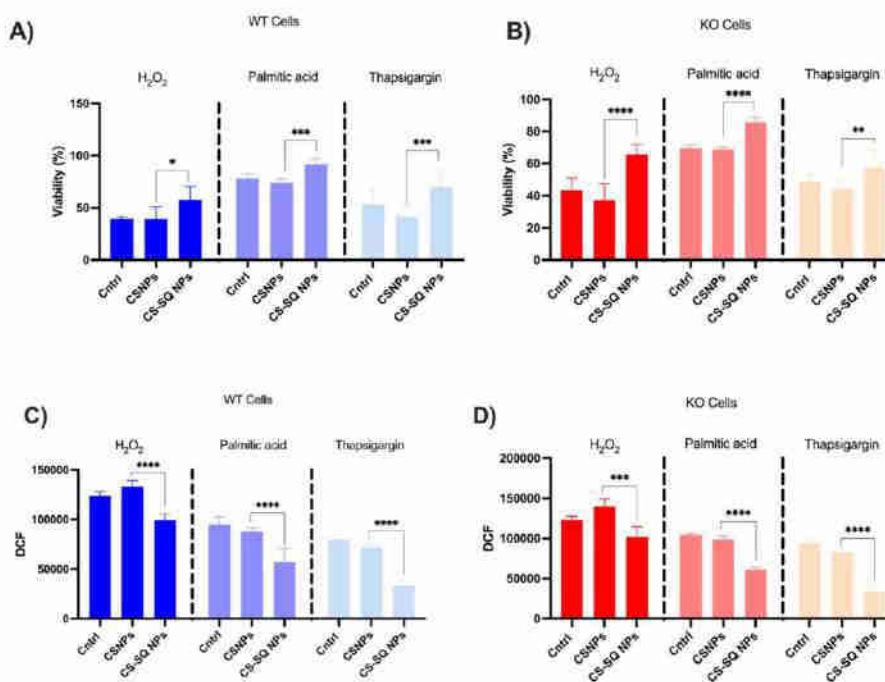 A)
WT Cells
H₂O₂
Palmitic acid
Thapsigargin
Viability (%)
150
100
50
0
*
***
***
Cntrl
CSNPs
CS-SQ NPs
Cntrl
CSNPs
CS-SQ NPs
Cntrl
CSNPs
CS-SQ NPs
B)
KO Cells
H₂O₂
Palmitic acid
Thapsigargin
Viability (%)
100
80
60
40
20
0
****
****
**
Cntrl
CSNPs
CS-SQ NPs
Cntrl
CSNPs
CS-SQ NPs
Cntrl
CSNPs
CS-SQ NPs
C)
WT Cells
H₂O₂
Palmitic acid
Thapsigargin
DCF
150000
100000
50000
0
****
****
****
Cntrl
CSNPs
CS-SQ NPs
Cntrl
CSNPs
CS-SQ NPs
Cntrl
CSNPs
CS-SQ NPs
D)
KO Cells
H₂O₂
Palmitic acid
Thapsigargin
DCF
200000
150000
100000
50000
0
***
****
****
Cntrl
CSNPs
CS-SQ NPs
Cntrl
CSNPs
CS-SQ NPs
Cntrl
CSNPs
CS-SQ NPs